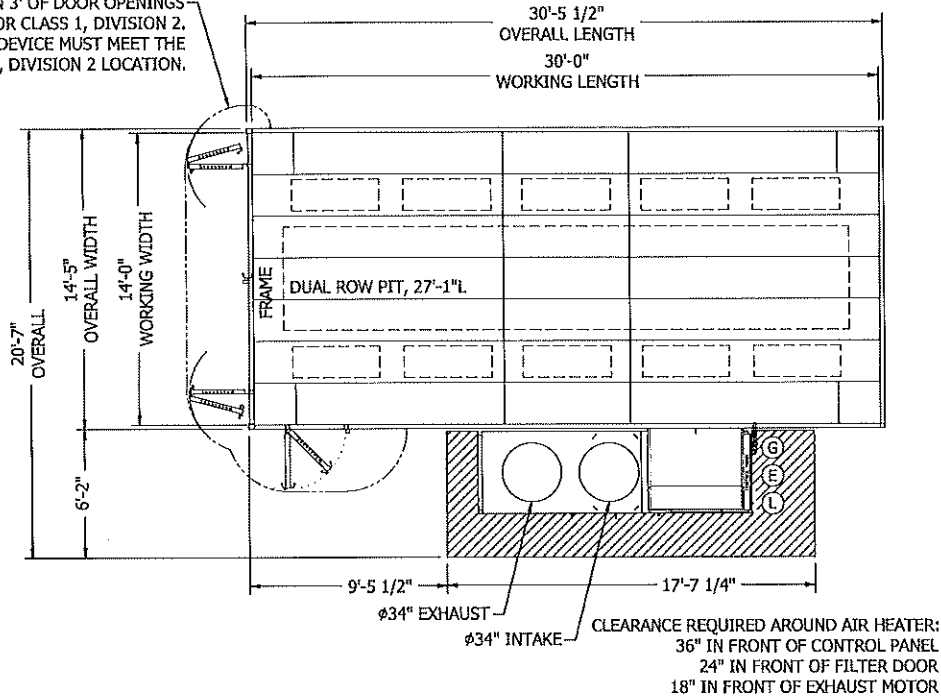 3' OF DOOR OPENINGS
OR CLASS 1, DIVISION 2.
DEVICE MUST MEET THE
, DIVISION 2 LOCATION.
30'-5 1/2"
OVERALL LENGTH
30'-0"
WORKING LENGTH
20'-7"
OVERALL
14'-5"
OVERALL WIDTH
14'-0"
WORKING WIDTH
FRAME
DUAL ROW PIT, 27'-1"L
6'-2"
G
E
L
9'-5 1/2"
17'-7 1/4"
φ34" EXHAUST
φ34" INTAKE
CLEARANCE REQUIRED AROUND AIR HEATER:
36" IN FRONT OF CONTROL PANEL
24" IN FRONT OF FILTER DOOR
18" IN FRONT OF EXHAUST MOTOR